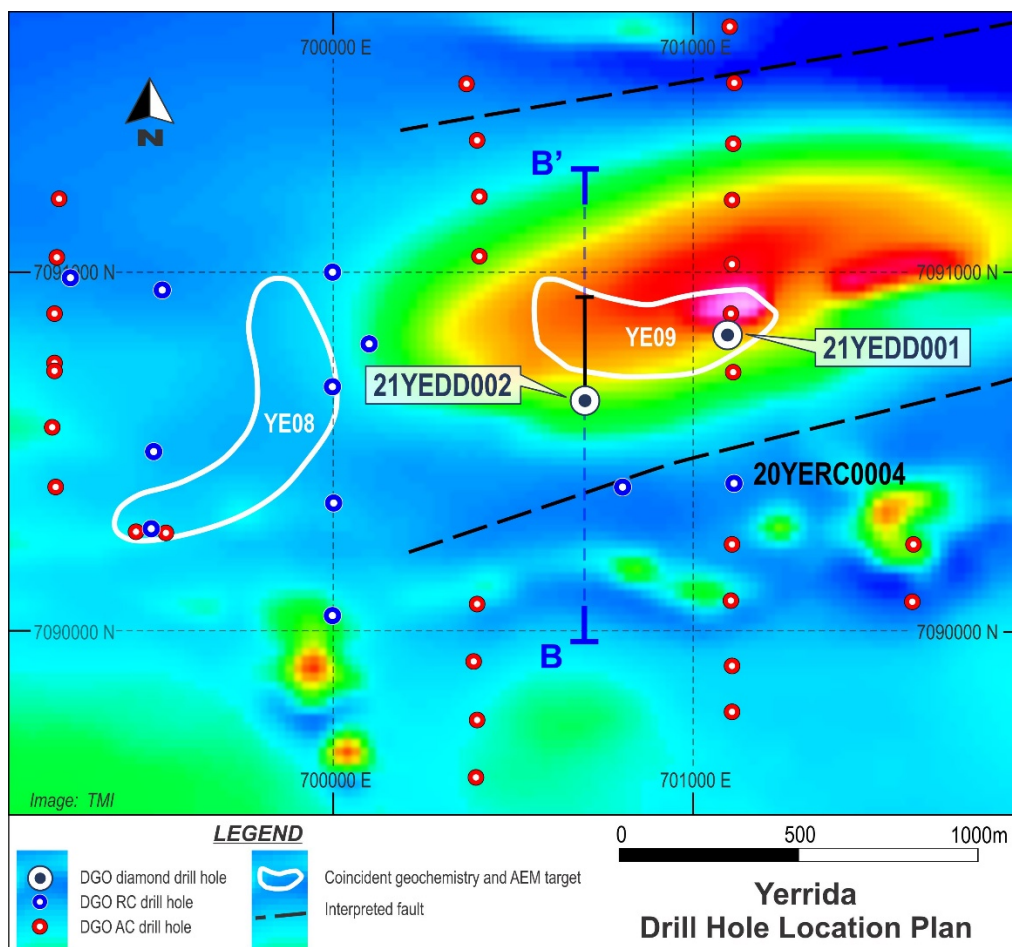 700000 E
701000 E
N
B’
7091000 N
7091000 N
YE09
21YEDD001
21YEDD002
YE08
20YERC0004
7090000 N
7090000 N
B
700000 E
701000 E
Image: TMI
LEGEND
DGO diamond drill hole
DGO RC drill hole
DGO AC drill hole
Coincident geochemistry and AEM target
Interpreted fault
0 500 1000m
Yerrida
Drill Hole Location Plan